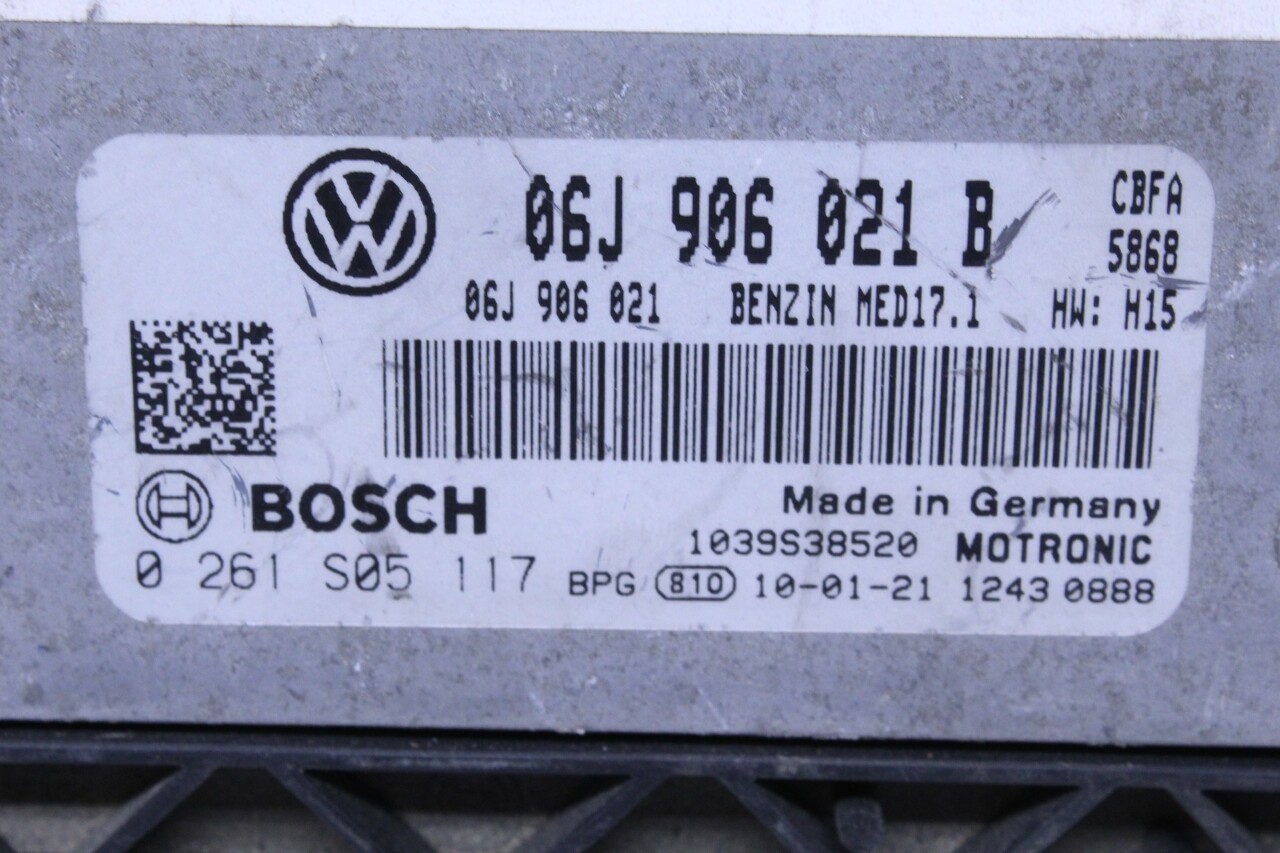 06J 906 021 B CBFA
5868
06J 906 021 BENZIN MED17.1 HW: H15
BOSCH Made in Germany
1039S38520 MOTRONIC
0 261 S05 117 BPG 810 10-01-21 1243 0888